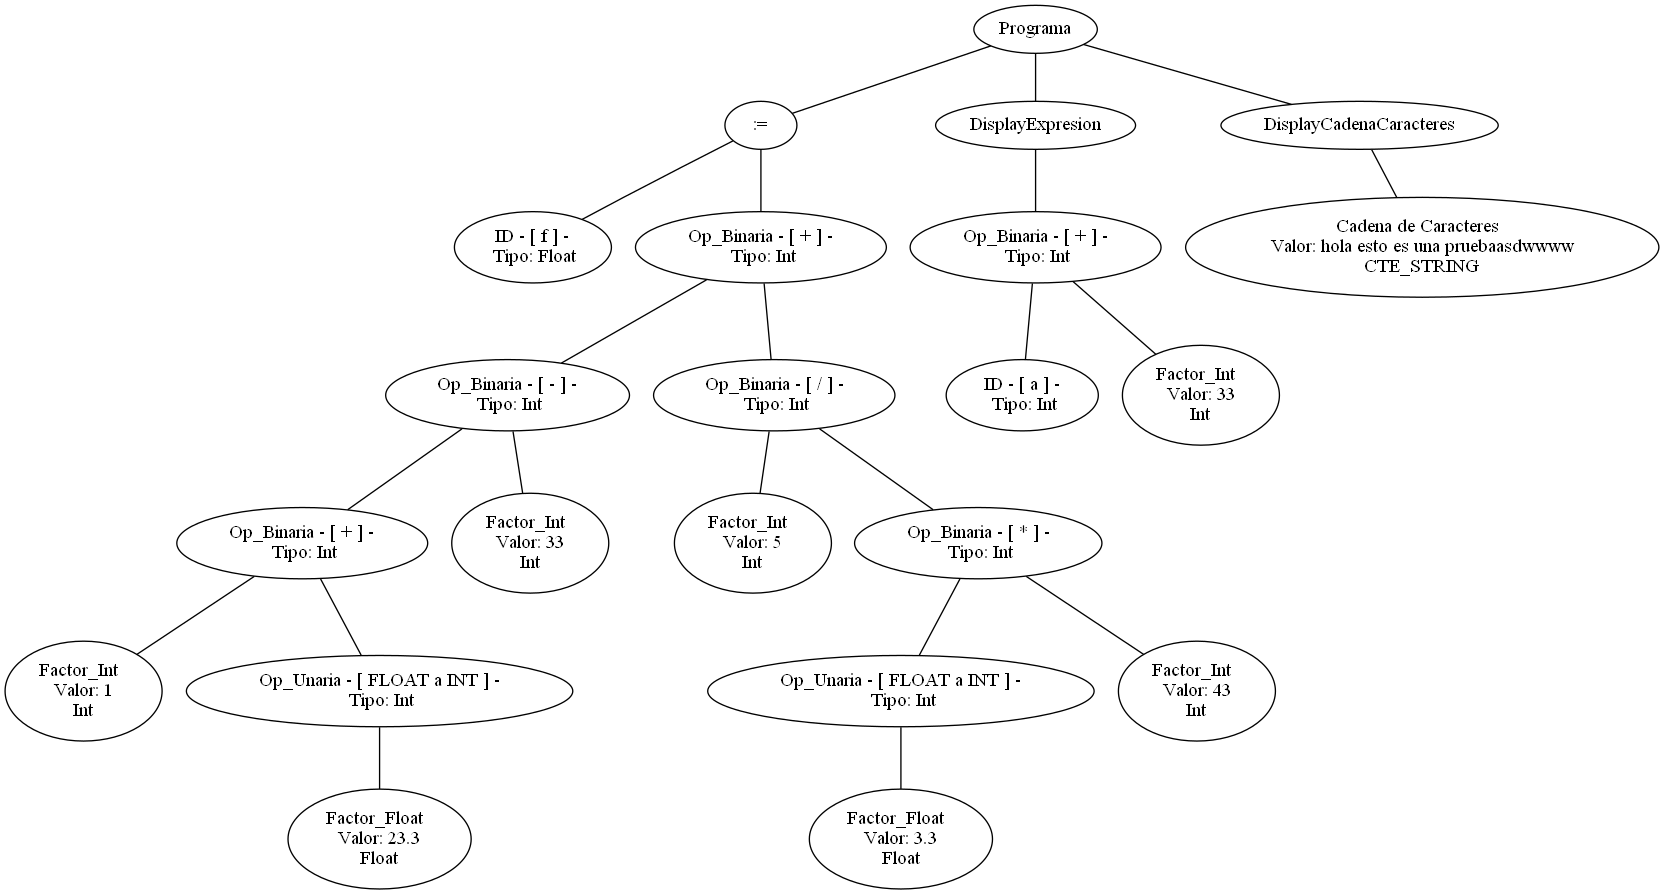 Programa
:=
DisplayExpresion
DisplayCadenaCaracteres
ID - [ f ] -
Tipo: Float
Op_Binaria - [ + ] -
Tipo: Int
Op_Binaria - [ + ] -
Tipo: Int
Cadena de Caracteres
Valor: hola esto es una pruebaasdwwww
CTE_STRING
Op_Binaria - [ - ] -
Tipo: Int
Op_Binaria - [ / ] -
Tipo: Int
ID - [ a ] -
Tipo: Int
Factor_Int
Valor: 33
Int
Op_Binaria - [ + ] -
Tipo: Int
Factor_Int
Valor: 33
Int
Factor_Int
Valor: 5
Int
Op_Binaria - [ * ] -
Tipo: Int
Factor_Int
Valor: 1
Int
Op_Unaria - [ FLOAT a INT ] -
Tipo: Int
Op_Unaria - [ FLOAT a INT ] -
Tipo: Int
Factor_Int
Valor: 43
Int
Factor_Float
Valor: 23.3
Float
Factor_Float
Valor: 3.3
Float